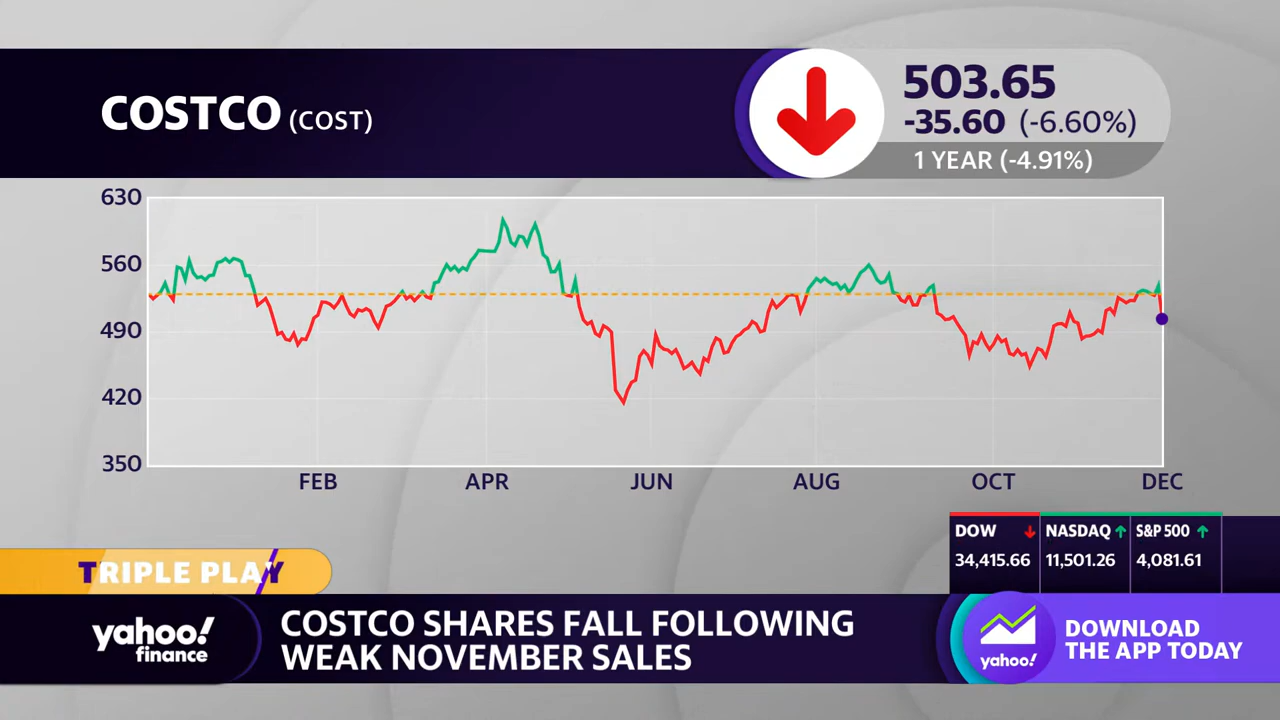 COSTCO (COST)
503.65
-35.60 (-6.60%)
1 YEAR (-4.91%)
630
560
490
420
350
FEB APR JUN AUG OCT DEC
DOW NASDAQ S&P 500
34,415.66 11,501.26 4,081.61
TRIPLE PLAY
yahoo!
finance
COSTCO SHARES FALL FOLLOWING
WEAK NOVEMBER SALES
yahoo!
DOWNLOAD
THE APP TODAY